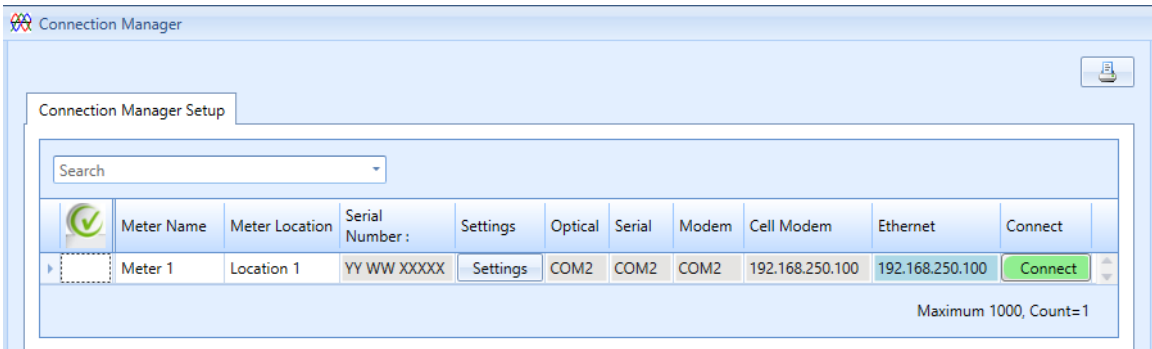 Connection Manager
Connection Manager Setup
Search
Meter Name Meter Location Serial Number : Settings Optical Serial Modem Cell Modem Ethernet Connect
Meter 1 Location 1 YY WW XXXXX Settings COM2 COM2 COM2 192.168.250.100 192.168.250.100 Connect
Maximum 1000, Count=1